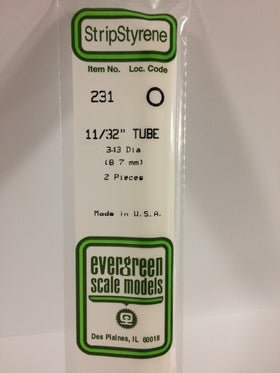 StripStyrene
Item No. Loc. Code
231 O
11/32" TUBE
.343 Dia
(8.7 mm)
2 Pieces
Made in U.S.A.
evergreen
scale models
Des Plaines, IL 60018